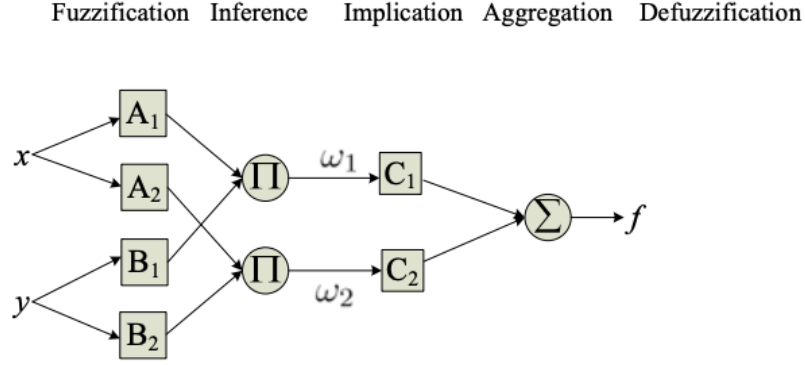 Fuzzification Inference Implication Aggregation Defuzzification
A₁
ω₁
x
Π
C₁
A₂
Σ
f
B₁
Π
C₂
y
ω₂
B₂